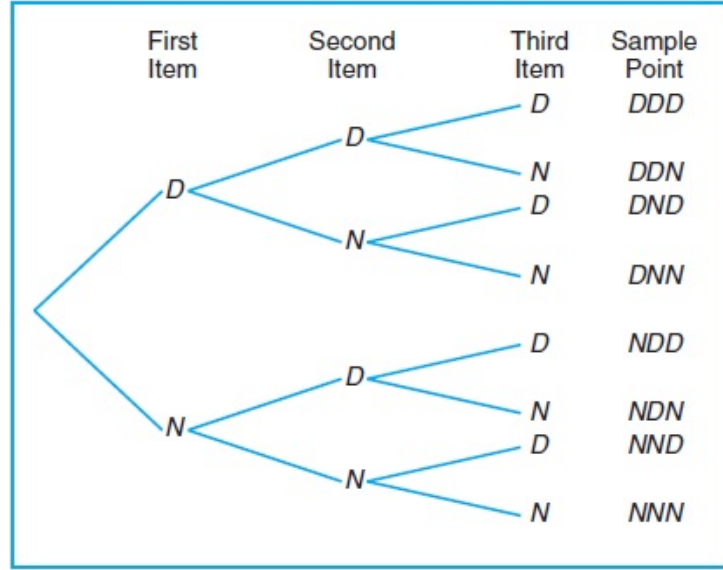 First Second Third Sample
Item Item Item Point
D DDD
D
N DDN
D
D DND
N
N DNN
D NDD
D
N NDN
N
D NND
N
N NNN